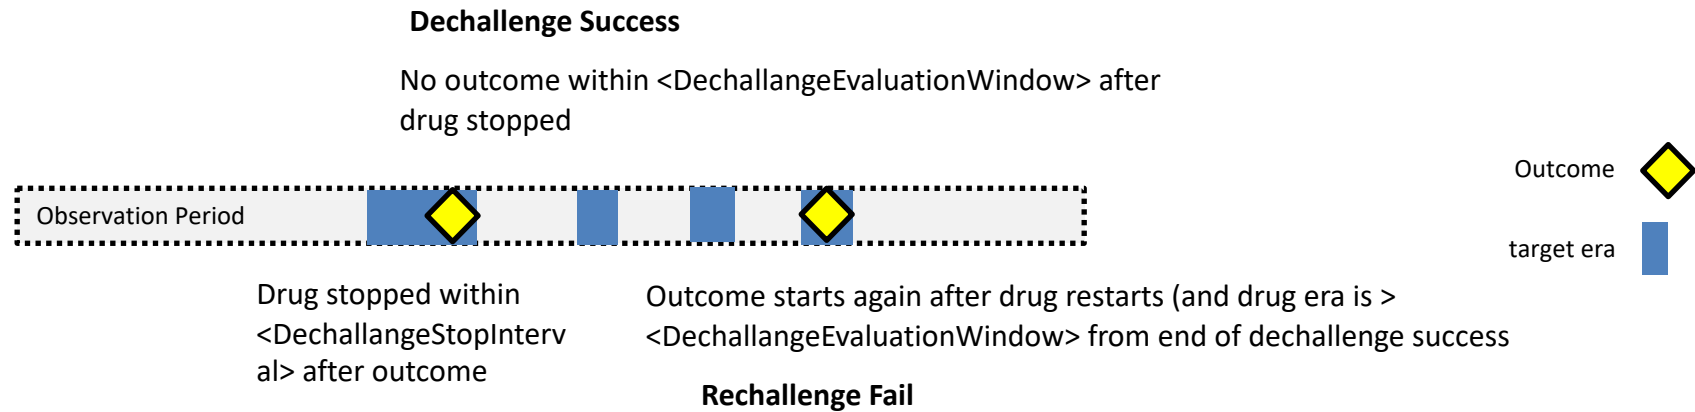 Dechallenge Success
No outcome within <DechallangeEvaluationWindow> after
drug stopped
Outcome
Observation Period
target era
Drug stopped within
<DechallangeStopInterv
al> after outcome
Outcome starts again after drug restarts (and drug era is >
<DechallangeEvaluationWindow> from end of dechallenge success
Rechallenge Fail